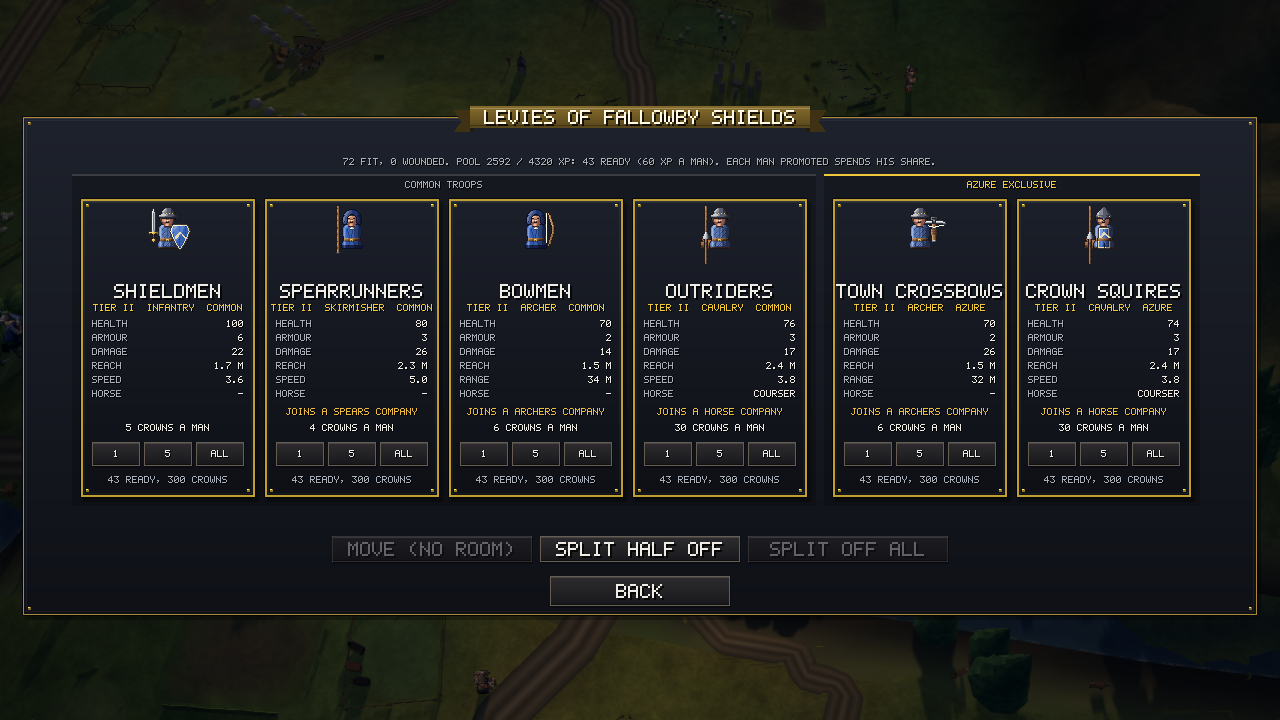 LEVIES OF FALLOWBY SHIELDS
72 FIT, 0 WOUNDED. POOL 2592 / 4320 XP: 43 READY (60 XP A MAN). EACH MAN PROMOTED SPENDS HIS SHARE.
COMMON TROOPS
SHIELDMEN
TIER II INFANTRY COMMON
HEALTH 100
ARMOUR 6
DAMAGE 22
REACH 1.7 M
SPEED 3.6
HORSE -
5 CROWNS A MAN
1 5 ALL
43 READY, 300 CROWNS
SPEARRUNNERS
TIER II SKIRMISHER COMMON
HEALTH 80
ARMOUR 3
DAMAGE 26
REACH 2.3 M
SPEED 5.0
HORSE -
JOINS A SPEARS COMPANY
4 CROWNS A MAN
1 5 ALL
43 READY, 300 CROWNS
BOWMEN
TIER II ARCHER COMMON
HEALTH 70
ARMOUR 2
DAMAGE 14
REACH 1.5 M
RANGE 34 M
HORSE -
JOINS A ARCHERS COMPANY
6 CROWNS A MAN
1 5 ALL
43 READY, 300 CROWNS
OUTRIDERS
TIER II CAVALRY COMMON
HEALTH 76
ARMOUR 3
DAMAGE 17
REACH 2.4 M
SPEED 3.8
HORSE COURSER
JOINS A HORSE COMPANY
30 CROWNS A MAN
1 5 ALL
43 READY, 300 CROWNS
AZURE EXCLUSIVE
TOWN CROSSBOWS
TIER II ARCHER AZURE
HEALTH 70
ARMOUR 2
DAMAGE 26
REACH 1.5 M
RANGE 32 M
HORSE -
JOINS A ARCHERS COMPANY
6 CROWNS A MAN
1 5 ALL
43 READY, 300 CROWNS
CROWN SQUIRES
TIER II CAVALRY AZURE
HEALTH 74
ARMOUR 3
DAMAGE 17
REACH 2.4 M
SPEED 3.8
HORSE COURSER
JOINS A HORSE COMPANY
30 CROWNS A MAN
1 5 ALL
43 READY, 300 CROWNS
MOVE (NO ROOM)
SPLIT HALF OFF
SPLIT OFF ALL
BACK